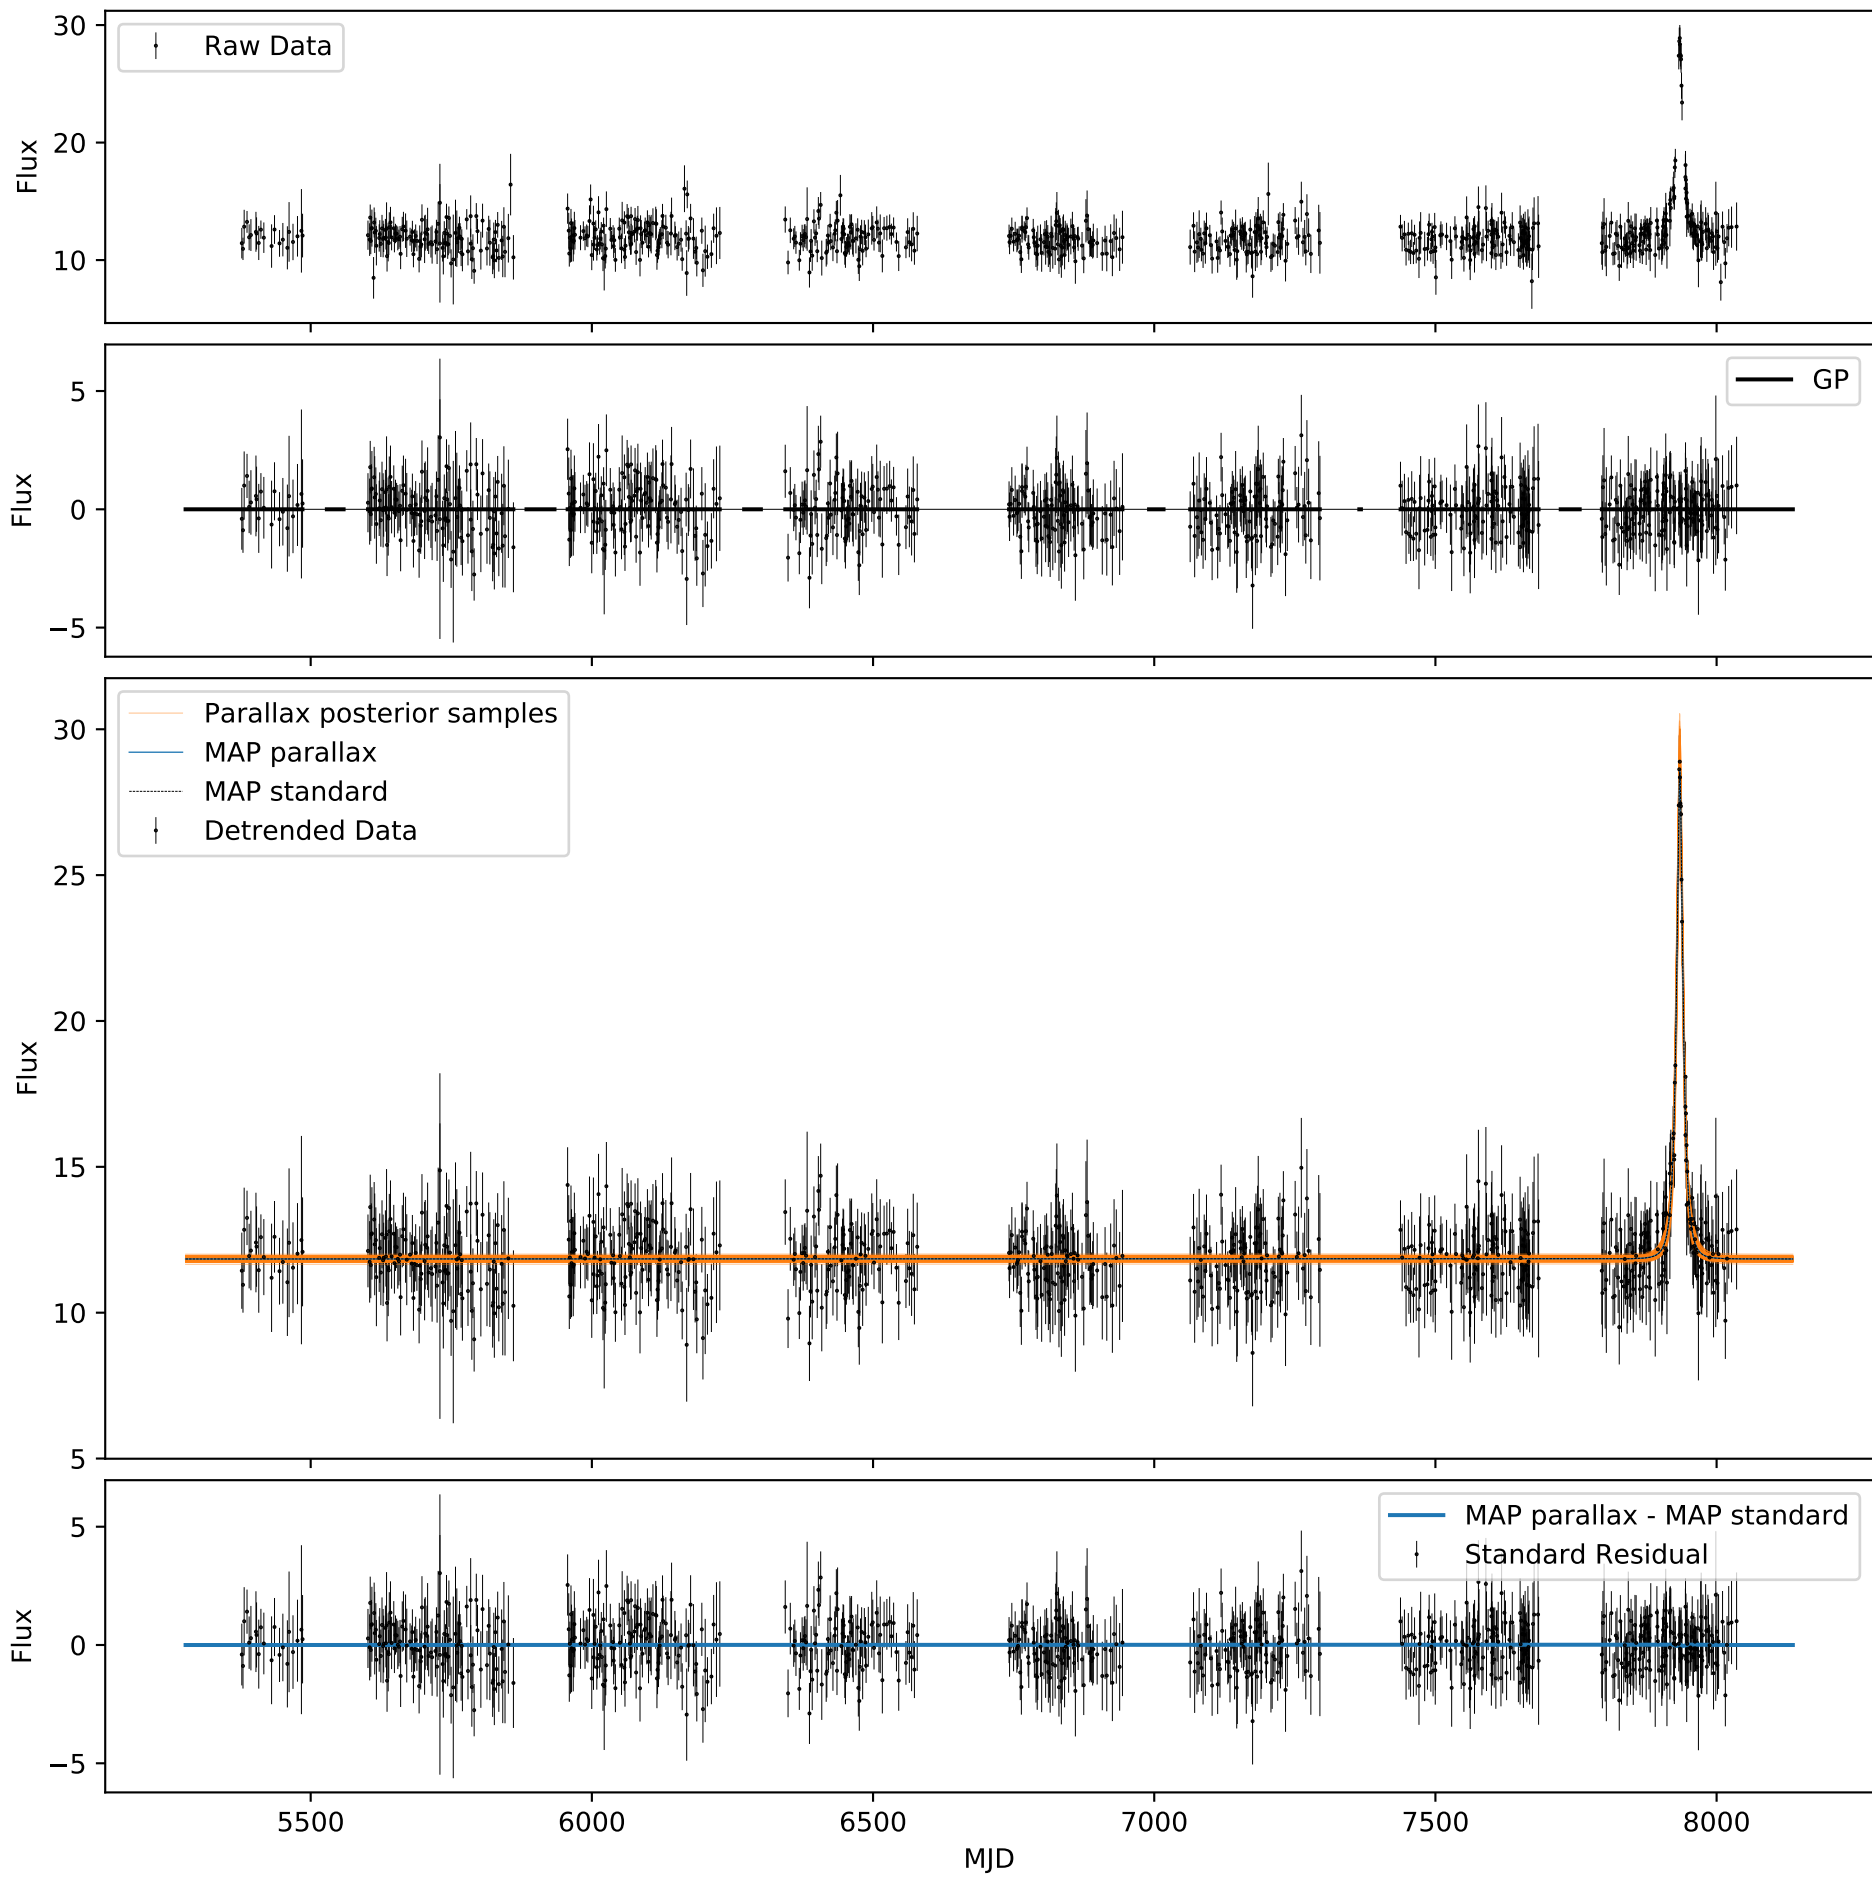 30
20
10
Flux
Raw Data
5
0
−5
Flux
GP
30
25
20
15
10
5
Flux
Parallax posterior samples
MAP parallax
MAP standard
Detrended Data
5
0
−5
Flux
MAP parallax - MAP standard
Standard Residual
5500
6000
6500
7000
7500
8000
MJD